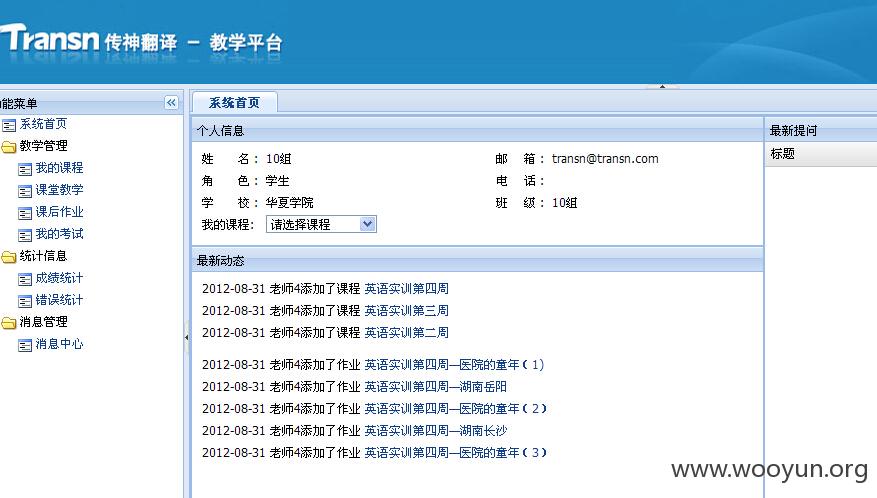 Transn 传神翻译 － 教学平台
能菜单
系统首页
教学管理
我的课程
课堂教学
课后作业
我的考试
统计信息
成绩统计
错误统计
消息管理
消息中心
系统首页
个人信息
姓 名： 10组
邮 箱： transn@transn.com
角 色：学生
电 话：
学 校：华夏学院
班 级： 10组
我的课程： 请选择课程
最新动态
2012-08-31 老师4添加了课程 英语实训第四周
2012-08-31 老师4添加了课程 英语实训第三周
2012-08-31 老师4添加了课程 英语实训第二周
2012-08-31 老师4添加了作业 英语实训第四周—医院的童年（1）
2012-08-31 老师4添加了作业 英语实训第四周—湖南岳阳
2012-08-31 老师4添加了作业 英语实训第四周—医院的童年（2）
2012-08-31 老师4添加了作业 英语实训第四周—湖南长沙
2012-08-31 老师4添加了作业 英语实训第四周—医院的童年（3）
最新提问
标题
www.wooyun.org